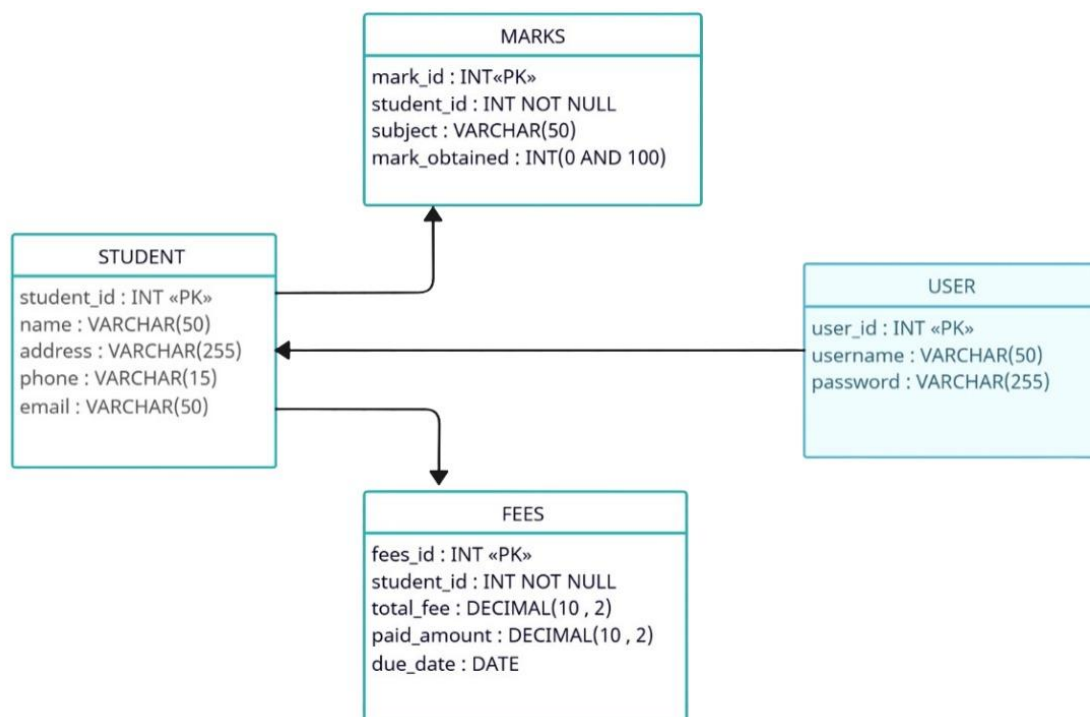 MARKS
mark_id : INT«PK»
student_id : INT NOT NULL
subject : VARCHAR(50)
mark_obtained : INT(0 AND 100)
STUDENT
student_id : INT «PK»
name : VARCHAR(50)
address : VARCHAR(255)
phone : VARCHAR(15)
email : VARCHAR(50)
USER
user_id : INT «PK»
username : VARCHAR(50)
password : VARCHAR(255)
FEES
fees_id : INT «PK»
student_id : INT NOT NULL
total_fee : DECIMAL(10 , 2)
paid_amount : DECIMAL(10 , 2)
due_date : DATE